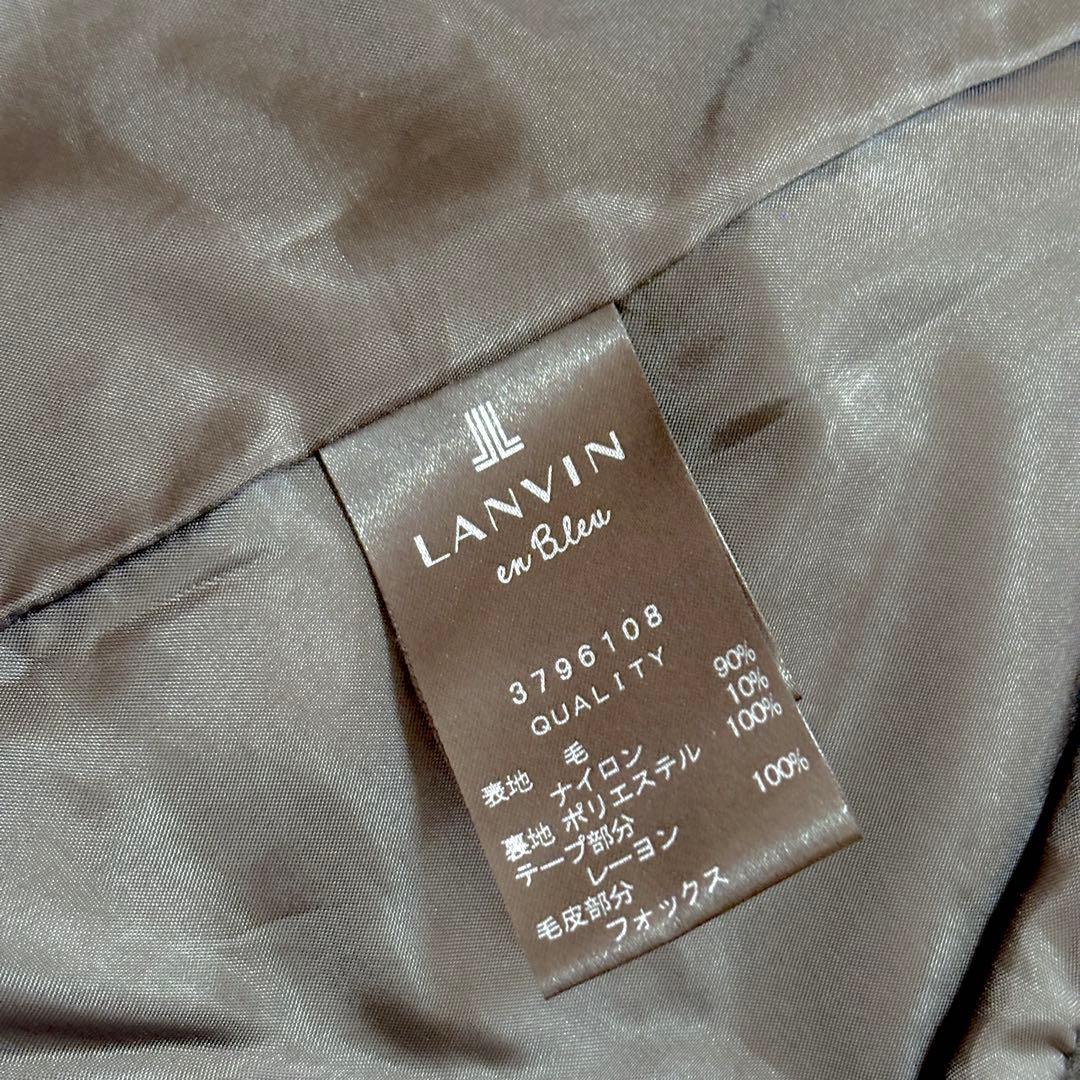 LANVIN
en Bleu
3796108
QUALITY
表地 毛 90%
ナイロン 10%
裏地 ポリエステル 100%
テープ部分
レーヨン 100%
毛皮部分
フォックス